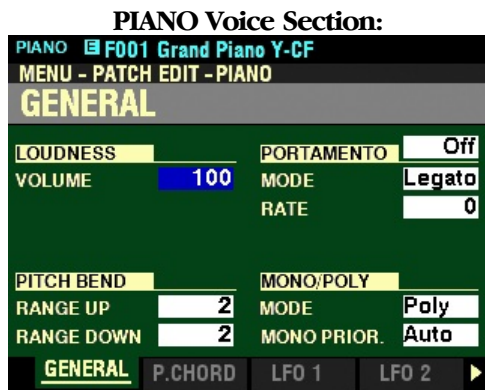 PIANO Voice Section:
PIANO E F001 Grand Piano Y-CF
MENU - PATCH EDIT - PIANO
GENERAL
LOUDNESS
VOLUME 100
PORTAMENTO Off
MODE Legato
RATE 0
PITCH BEND
RANGE UP 2
RANGE DOWN 2
MONO/POLY
MODE Poly
MONO PRIOR. Auto
GENERAL P.CHORD LFO 1 LFO 2